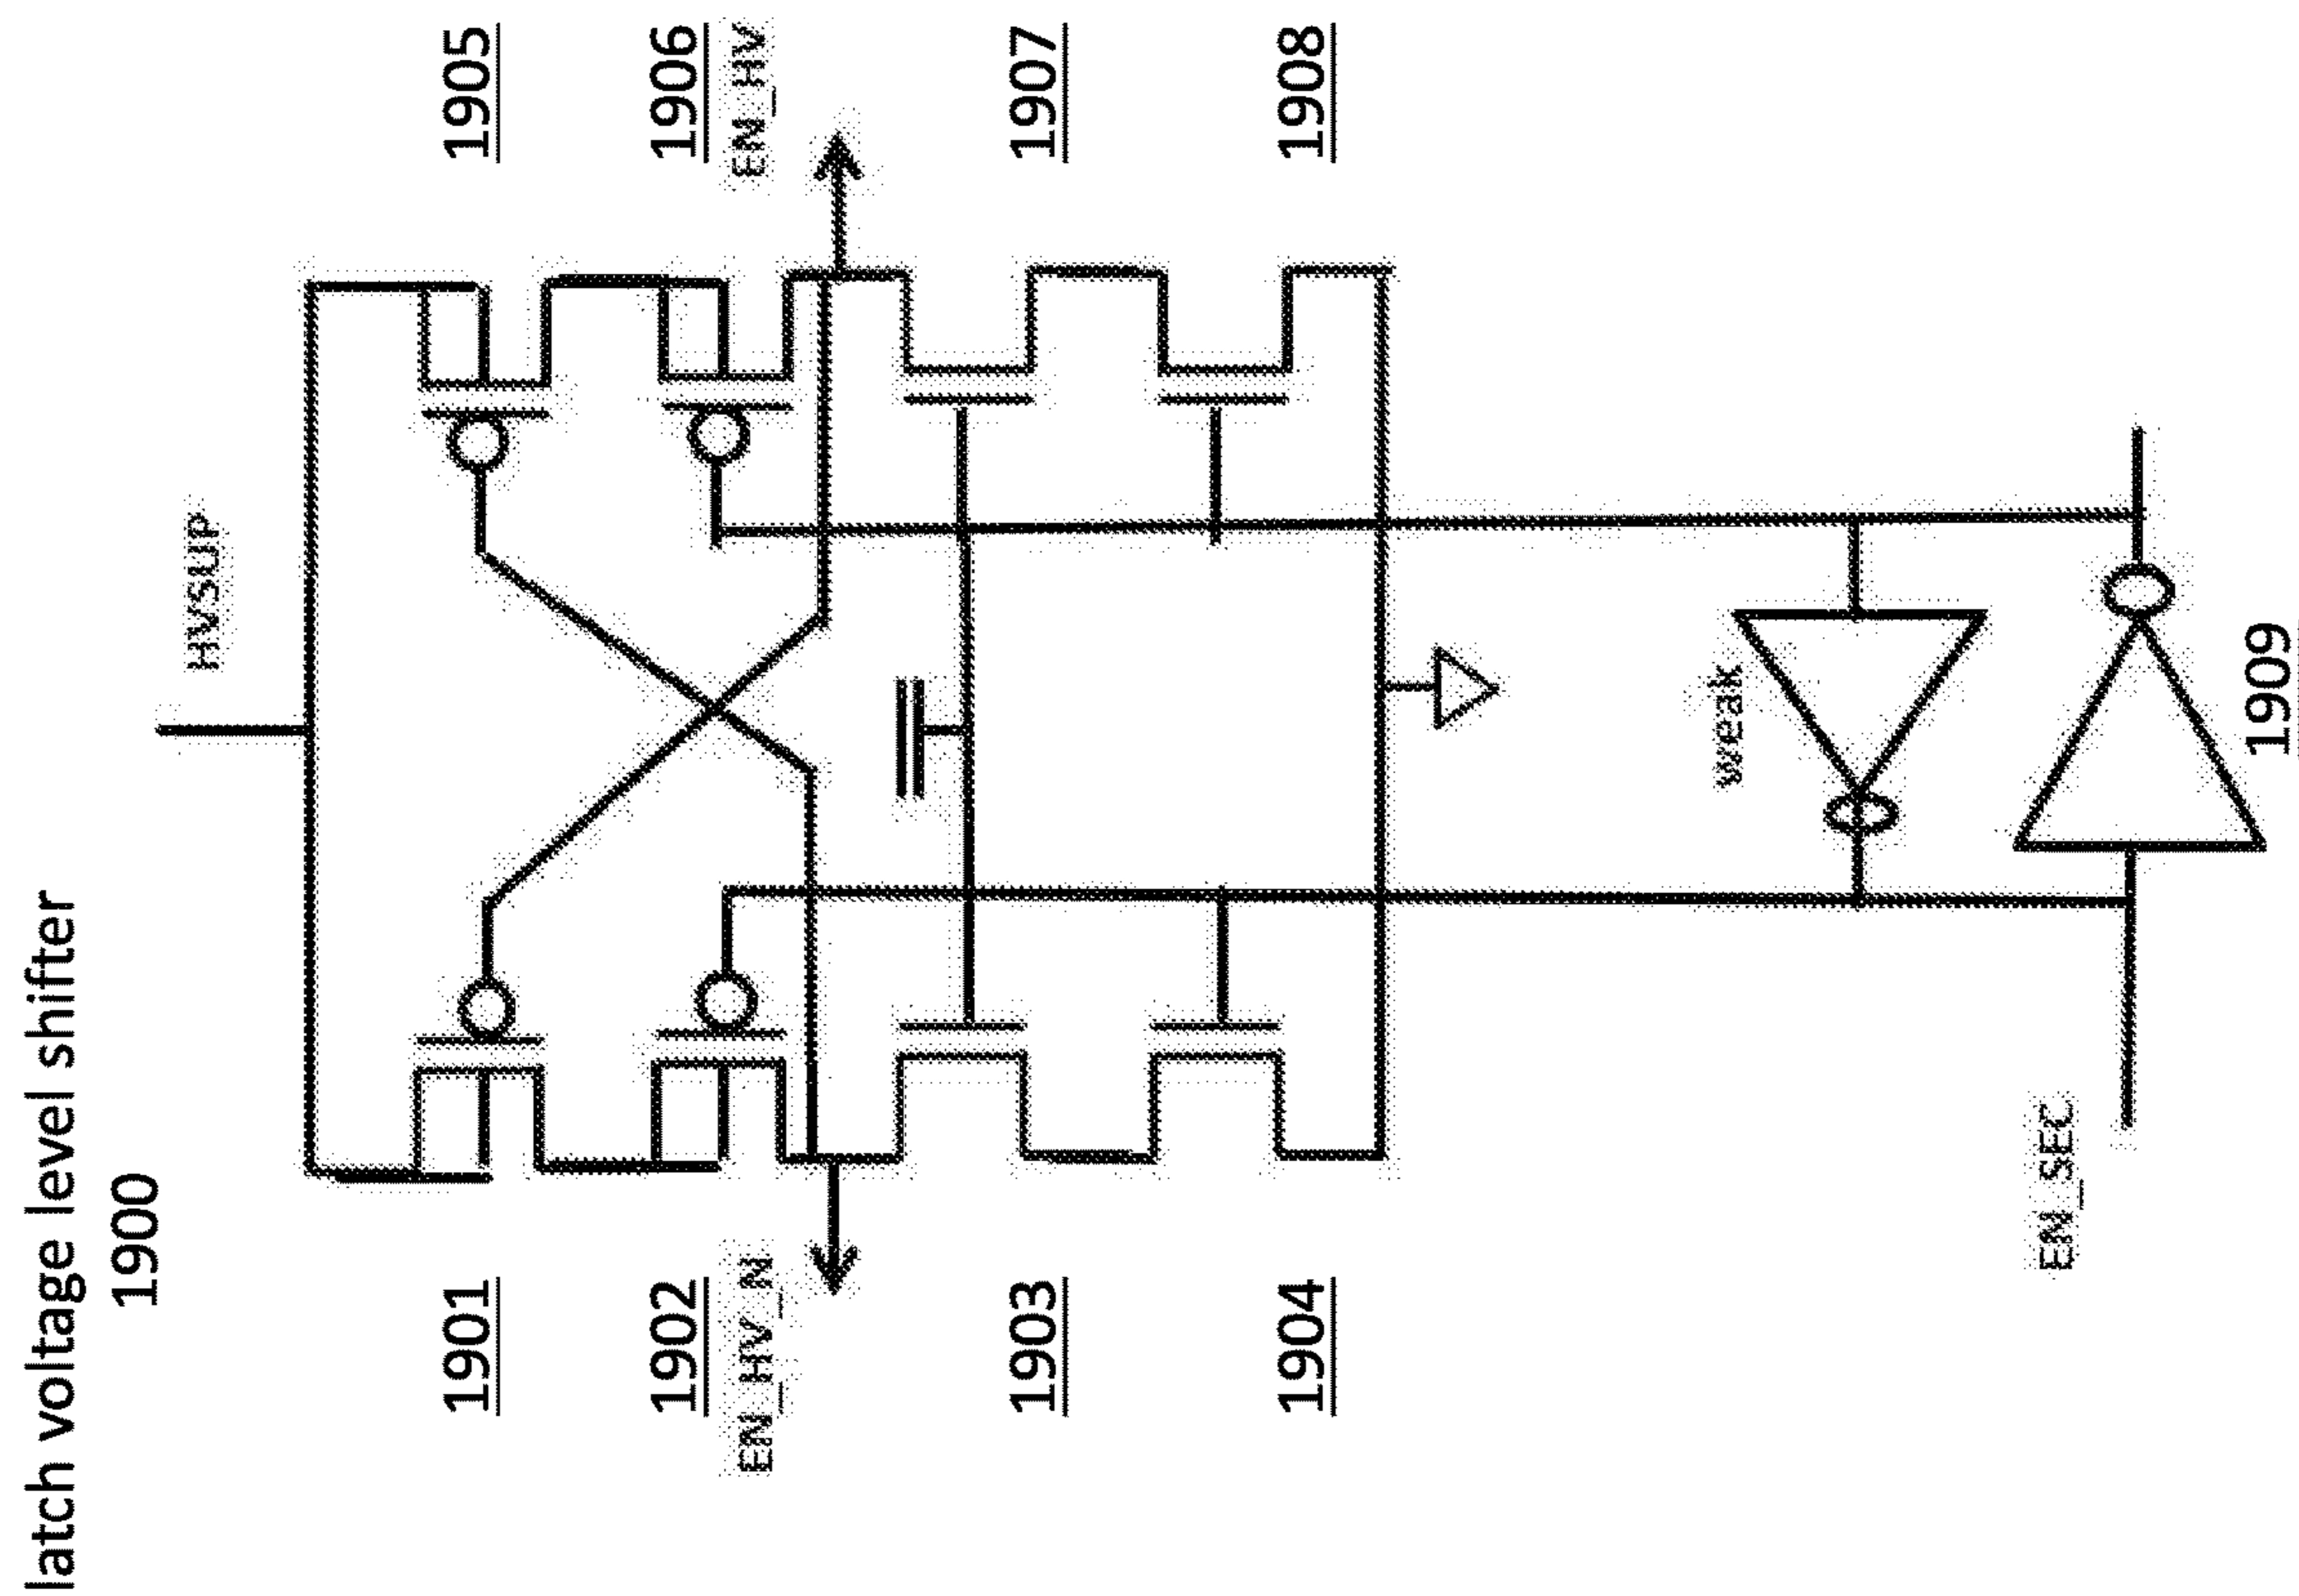 latch voltage level shifter
1900
HVSUP
1901
1905
1902
1906
EN_HV_N
EN_HV
1903
1907
1904
1908
weak
EN_SEC
1909